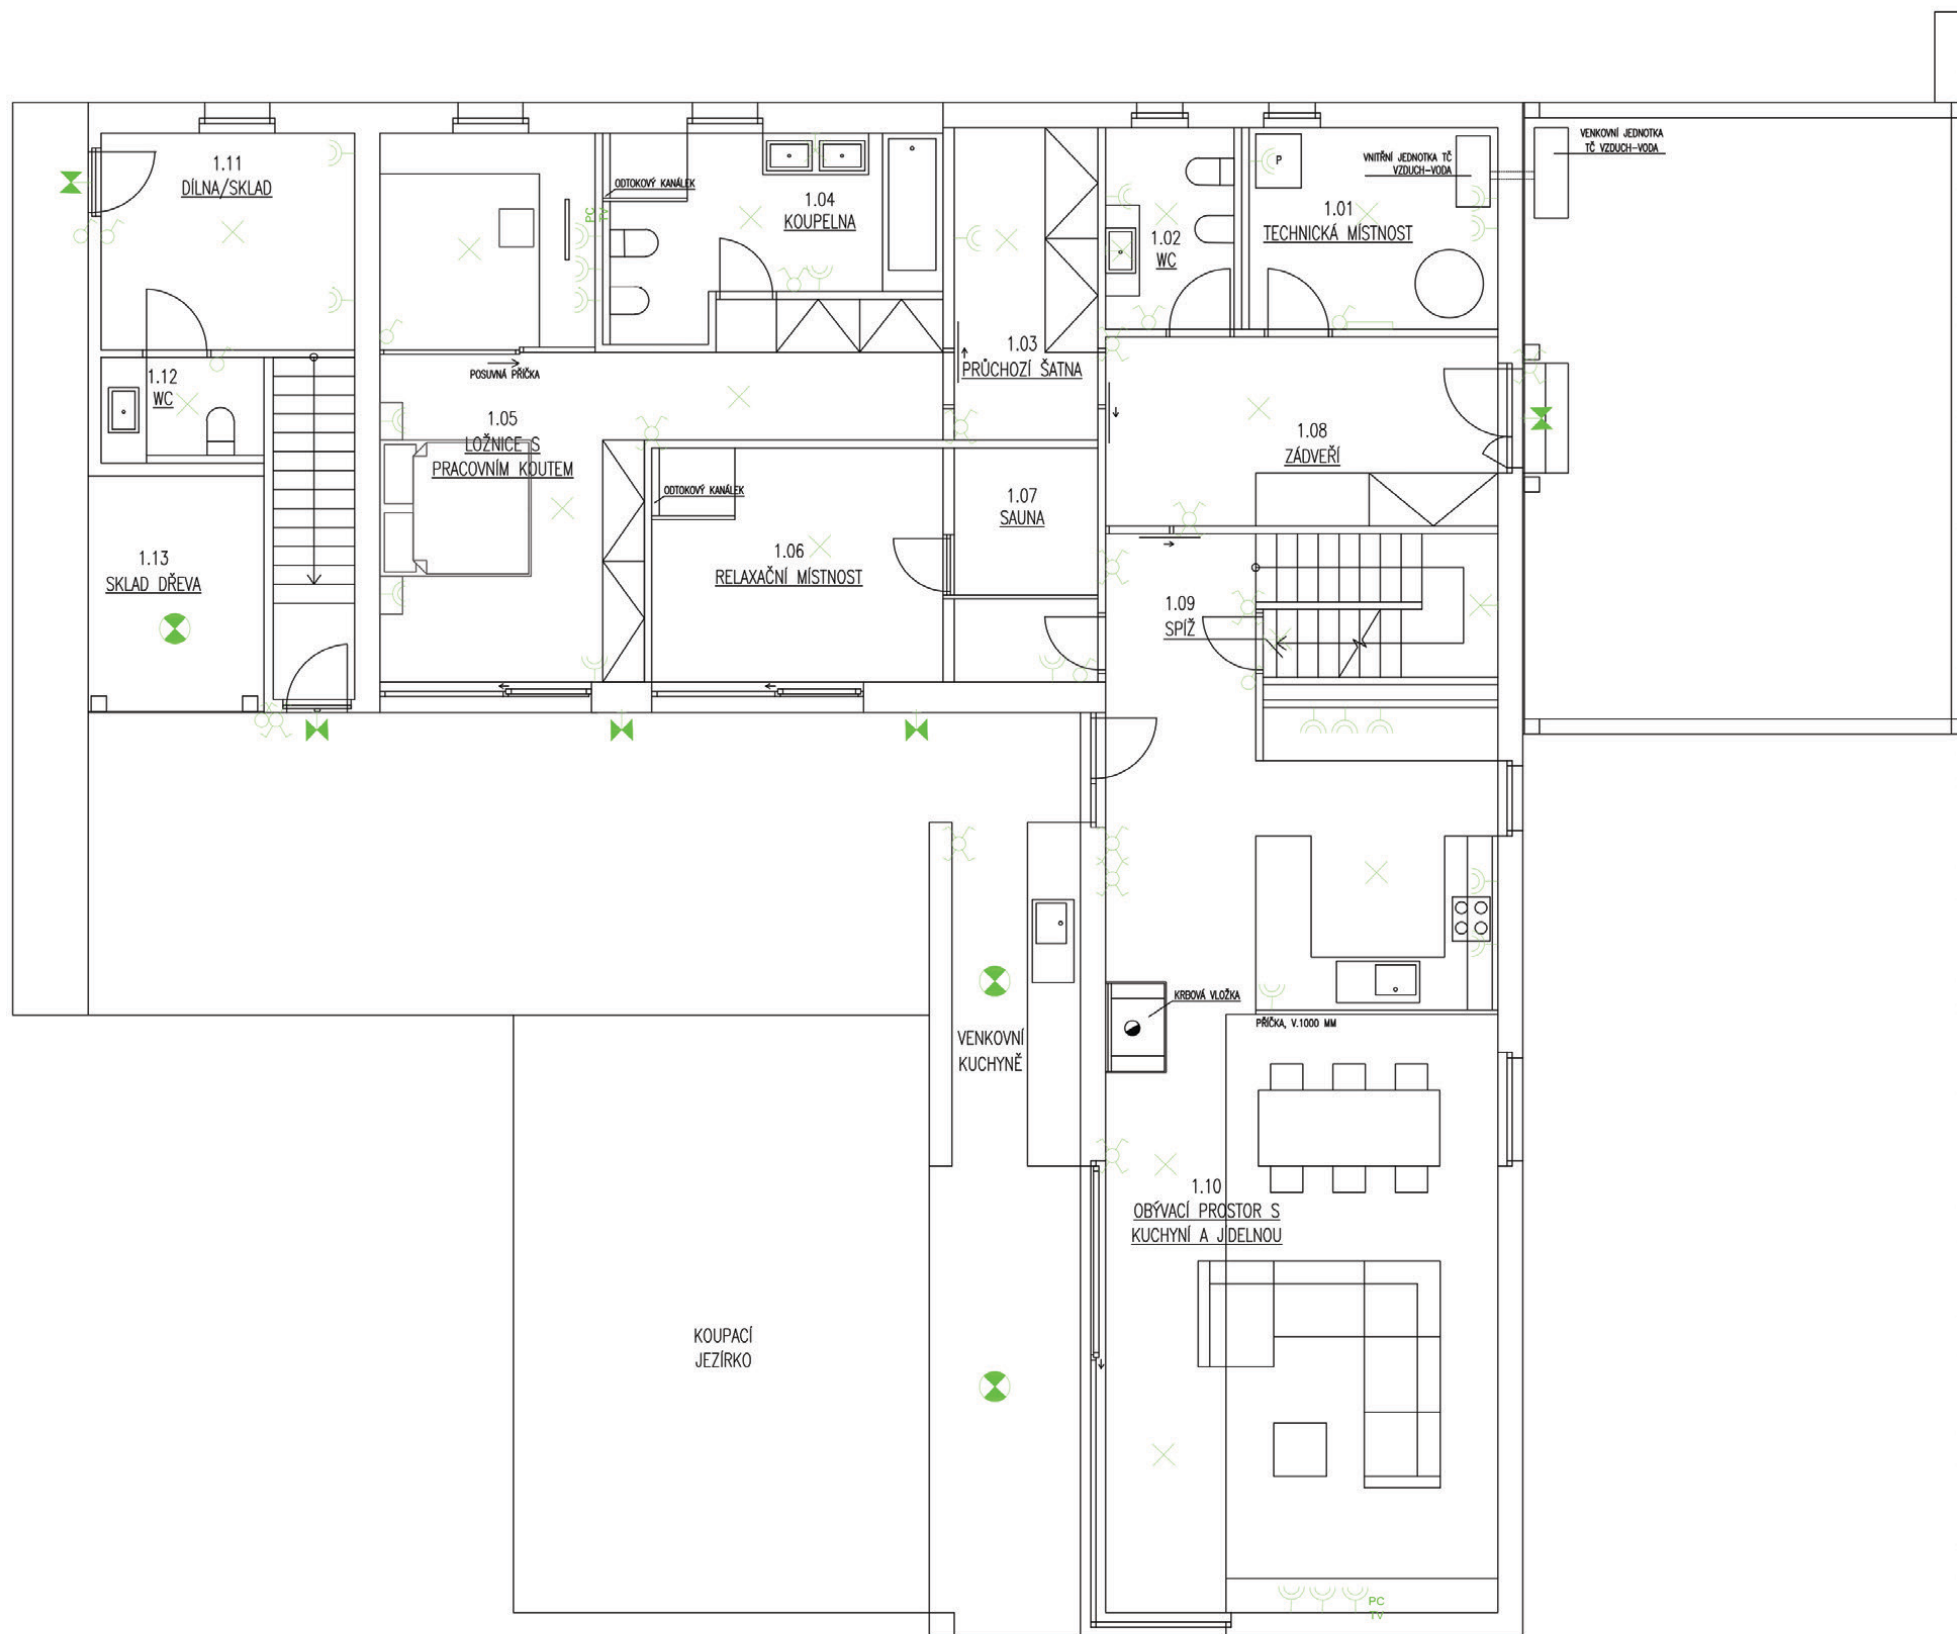 VENKOVNÍ JEDNOTKA
TČ VZDUCH-VODA
1.11
DÍLNA/SKLAD
ODTOKOVÝ KANÁLEK
1.04
KOUPELNA
P
VNITŘNÍ JEDNOTKA TČ
VZDUCH-VODA
1.01
TECHNICKÁ MÍSTNOST
PC
TV
1.02
WC
1.03
PRŮCHOZÍ ŠATNA
POSUVNÁ PŘÍČKA
1.12
WC
1.05
LOŽNICE S
PRACOVNÍM KOUTEM
1.08
ZÁDVEŘÍ
ODTOKOVÝ KANÁLEK
1.07
SAUNA
1.13
SKLAD DŘEVA
1.06
RELAXAČNÍ MÍSTNOST
1.09
SPÍŽ
KRBOVÁ VLOŽKA
PŘÍČKA, V.1000 MM
VENKOVNÍ
KUCHYNĚ
1.10
OBÝVACÍ PROSTOR S
KUCHYNÍ A JÍDELNOU
KOUPACÍ
JEZÍRKO
PC
TV